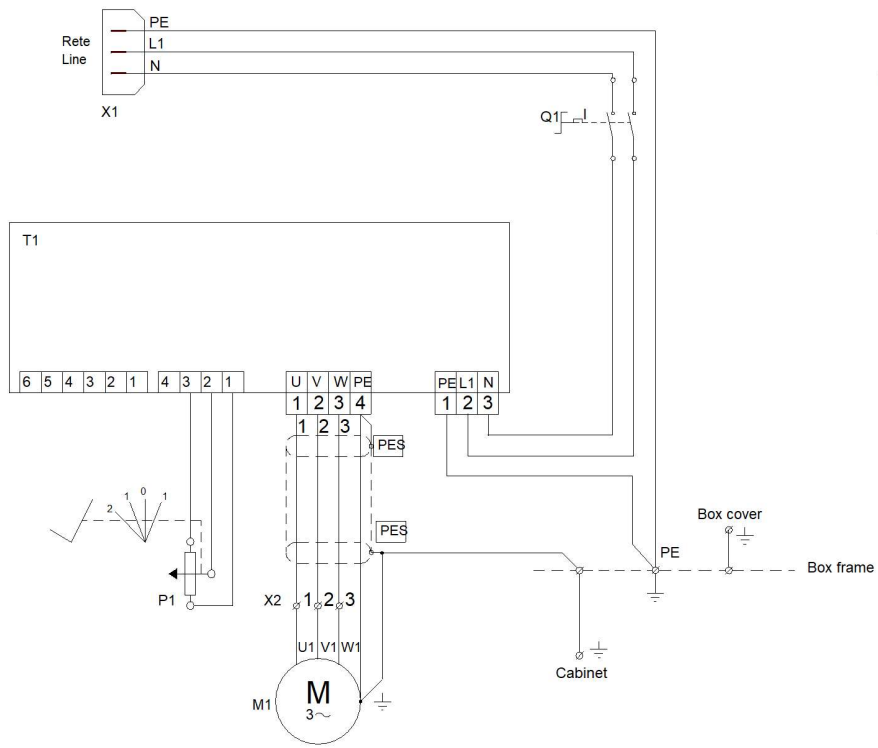 PE
Rete
Line
L1
N
X1
Q1
I
T1
6 5 4 3 2 1 4 3 2 1
U V W PE
PE L1 N
1 2 3 4
1 2 3
1 2 3
PES
2 1 0 1
PES
Box cover
PE
Box frame
P1
X2 1 2 3
U1 V1 W1
Cabinet
M1
M
3~